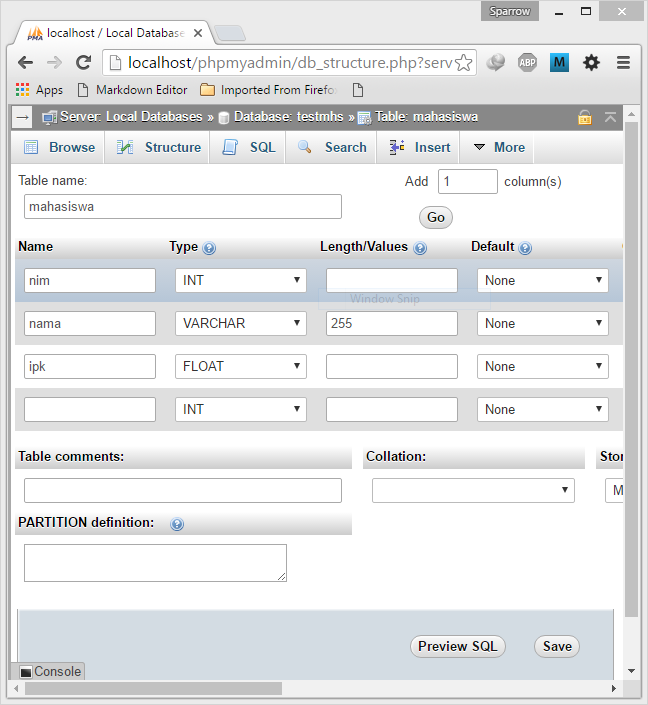 Sparrow
localhost / Local Database
localhost/phpmyadmin/db_structure.php?serv
Apps Markdown Editor Imported From Firefo
Server: Local Databases » Database: testmhs » Table: mahasiswa
Browse Structure SQL Search Insert More
Table name: Add 1 column(s)
mahasiswa
Go
Name Type Length/Values Default
nim INT None
Window Snip
nama VARCHAR 255 None
ipk FLOAT None
INT None
Table comments: Collation: Stor
M
PARTITION definition:
Preview SQL Save
Console